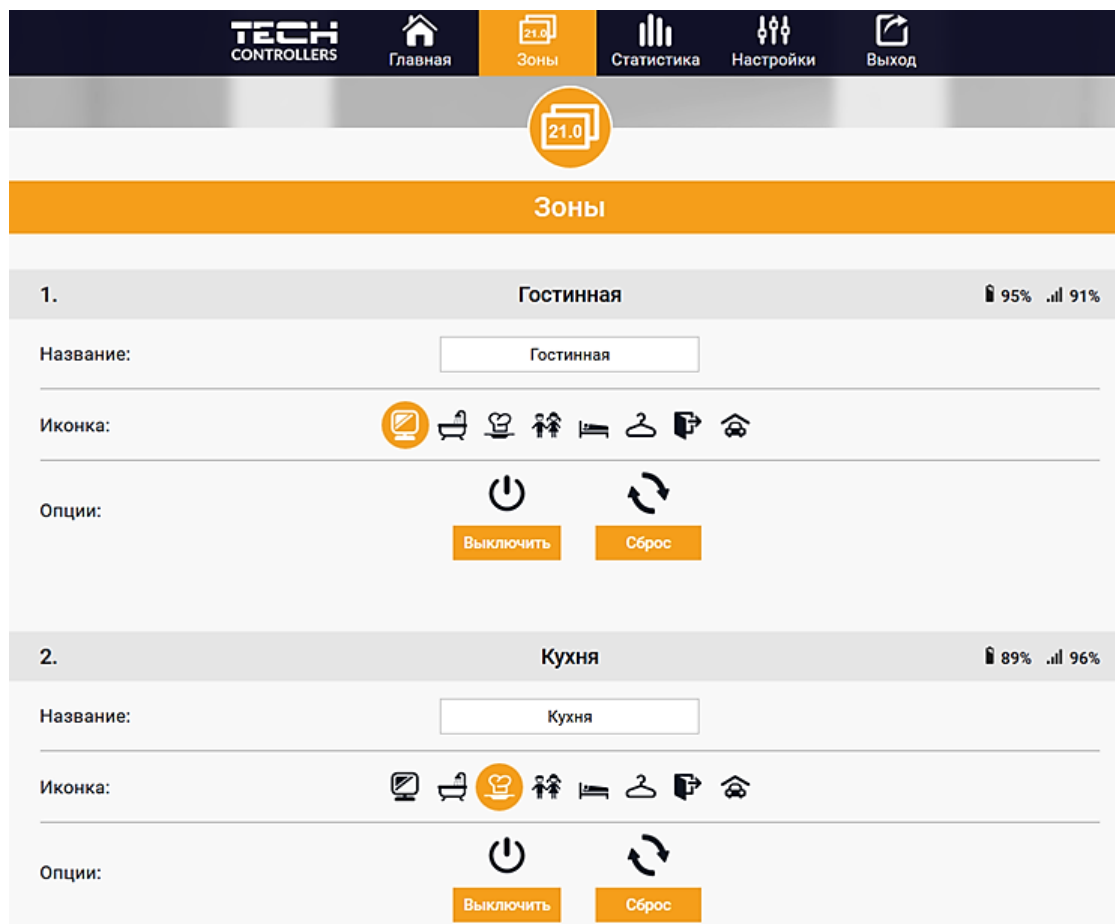 TECH
CONTROLLERS
Главная
21.0
Зоны
Статистика
Настройки
Выход
21.0
Зоны
1. Гостинная 95% 91%
Название: Гостинная
Иконка:
Опции:
Выключить Сброс
2. Кухня 89% 96%
Название: Кухня
Иконка:
Опции:
Выключить Сброс